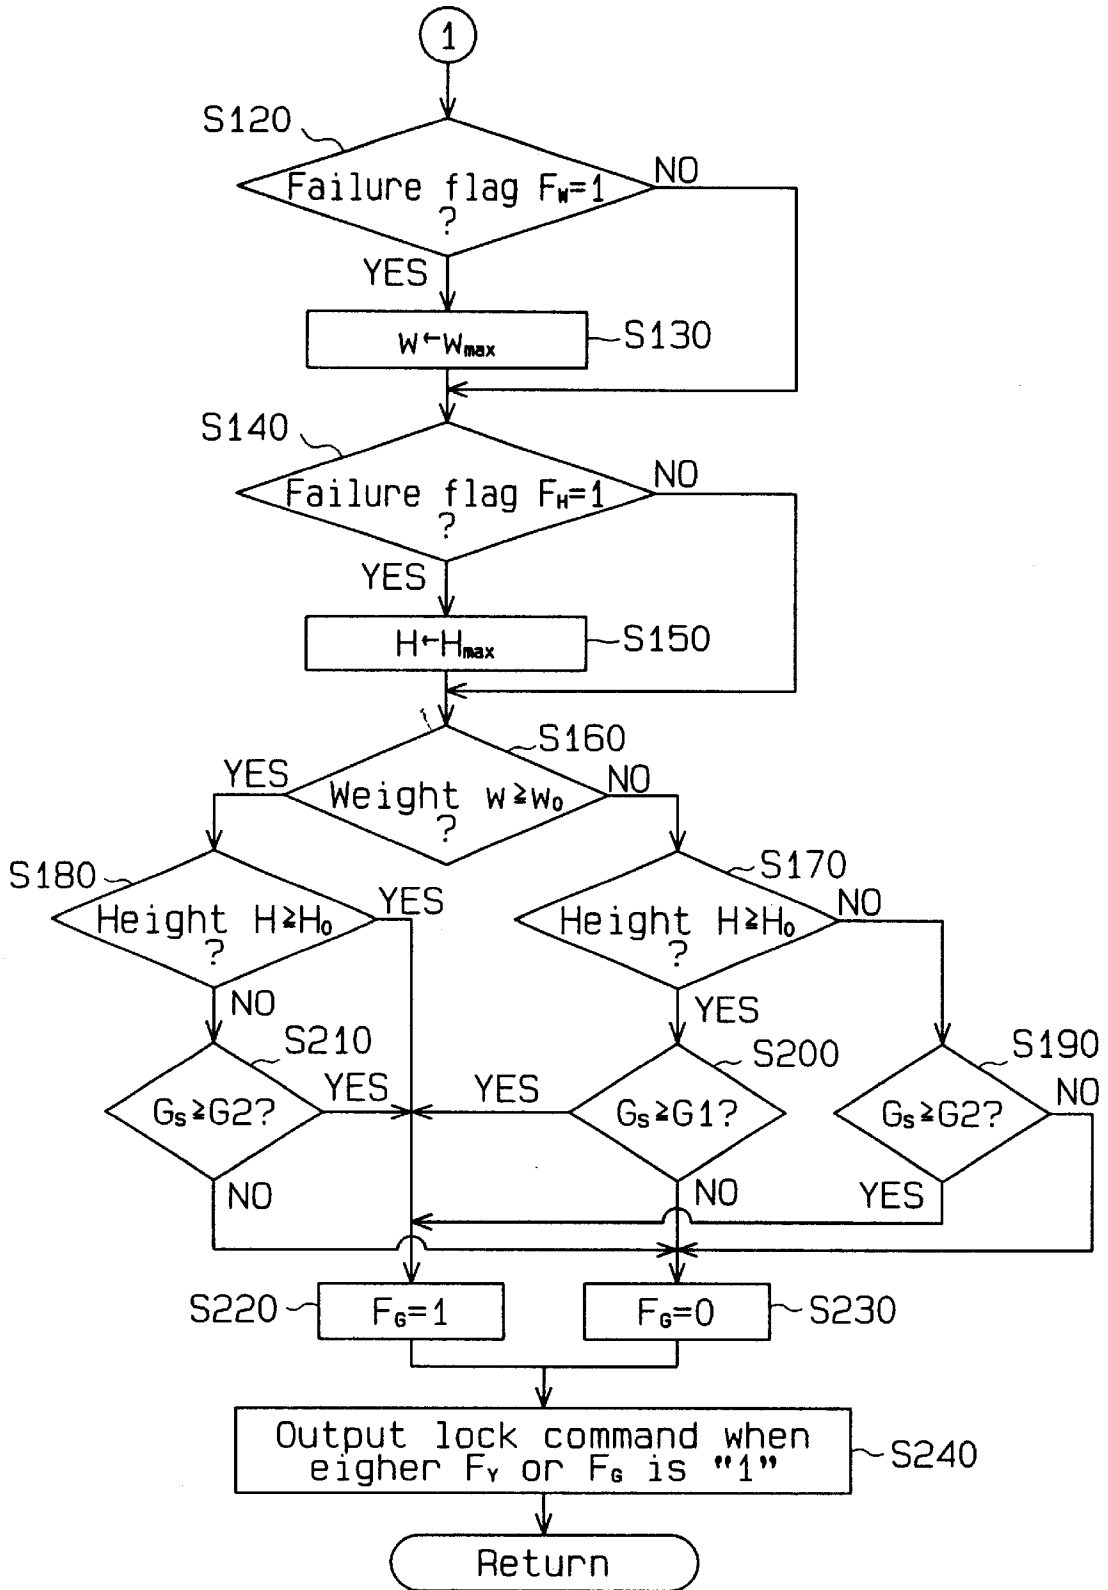 1
S120
Failure flag FW=1
?
NO
YES
W←Wmax
S130
S140
Failure flag FH=1
?
NO
YES
H←Hmax
S150
S160
YES
Weight W≧W0
?
NO
S180
Height H≧H0
?
YES
NO
S170
Height H≧H0
?
NO
YES
S210
GS≧G2?
YES
NO
S200
YES
GS≧G1?
NO
S190
GS≧G2?
NO
YES
S220
FG=1
FG=0
S230
Output lock command when
eigher FY or FG is "1"
S240
Return